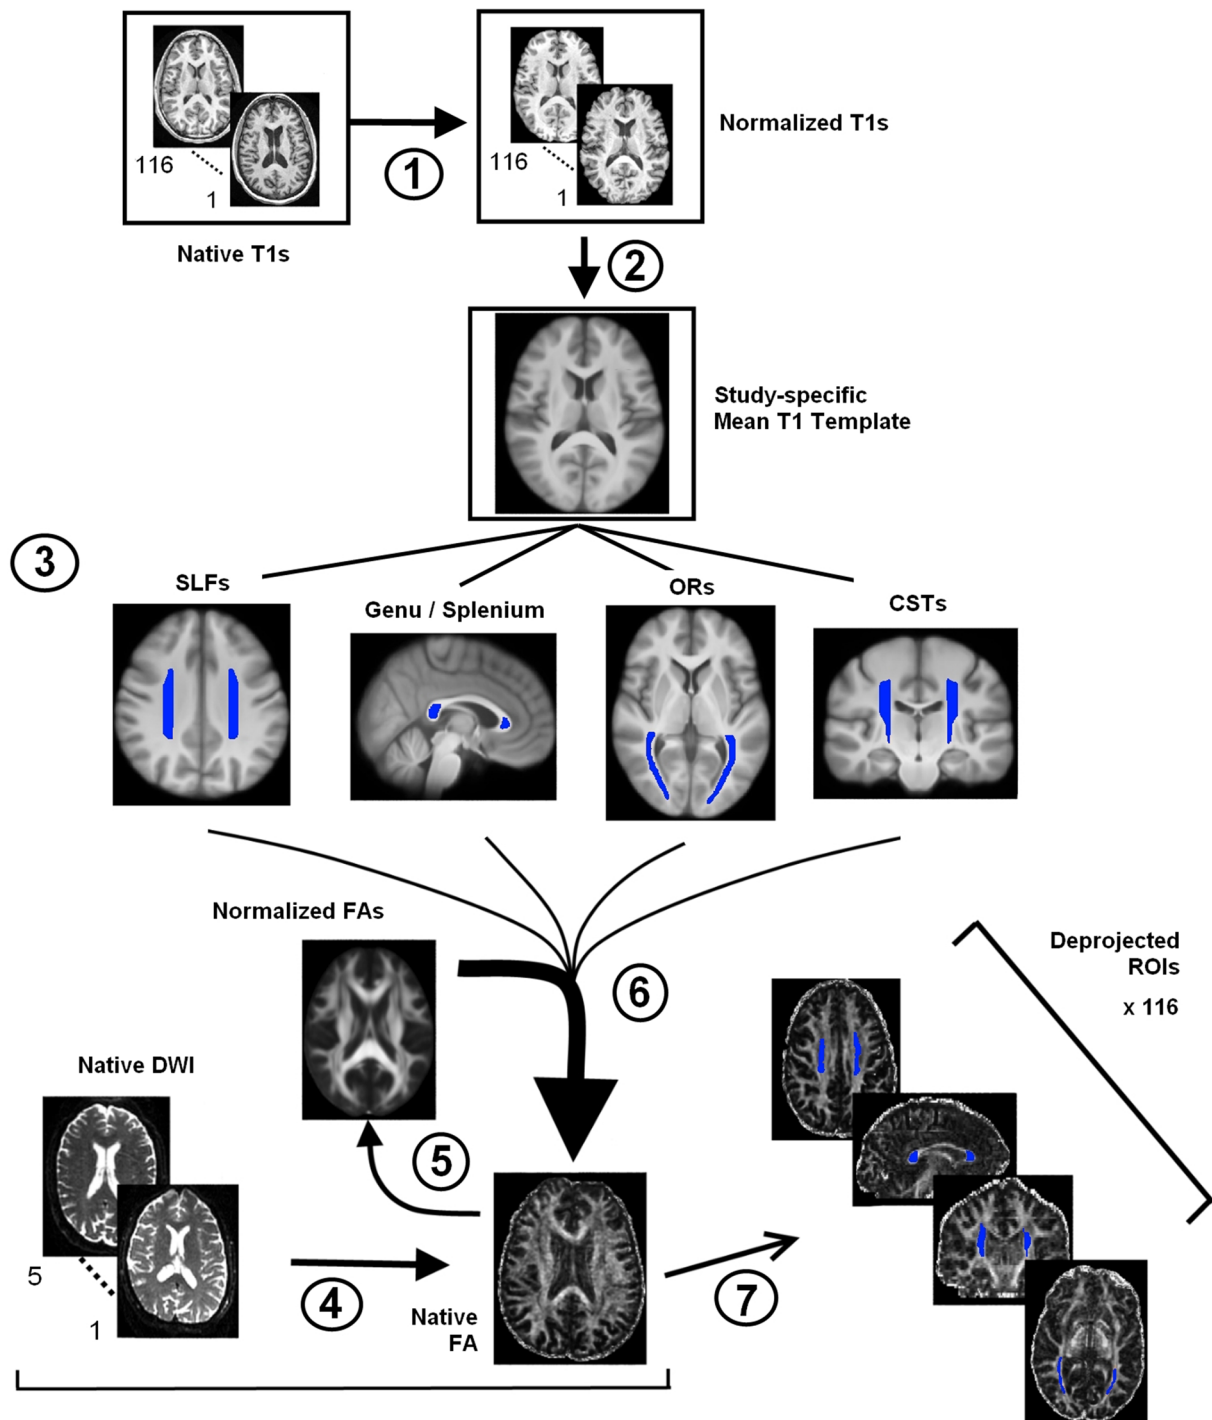 116
1
Native T1s
1
116
1
Normalized T1s
2
Study-specific
Mean T1 Template
3
SLFs
Genu / Splenium
ORs
CSTs
Normalized FAs
6
Deprojected
ROIs
x 116
Native DWI
5
1
4
5
Native
FA
7